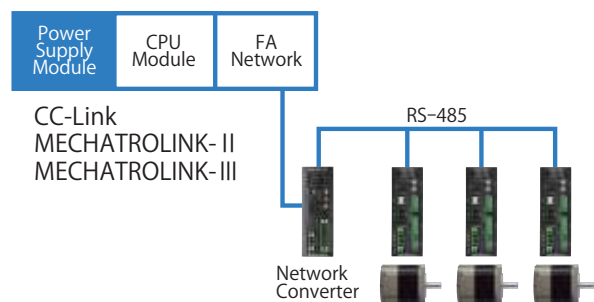 Power
Supply
Module
CPU
Module
FA
Network
CC-Link
MECHATROLINK-II
MECHATROLINK-III
RS-485
Network
Converter